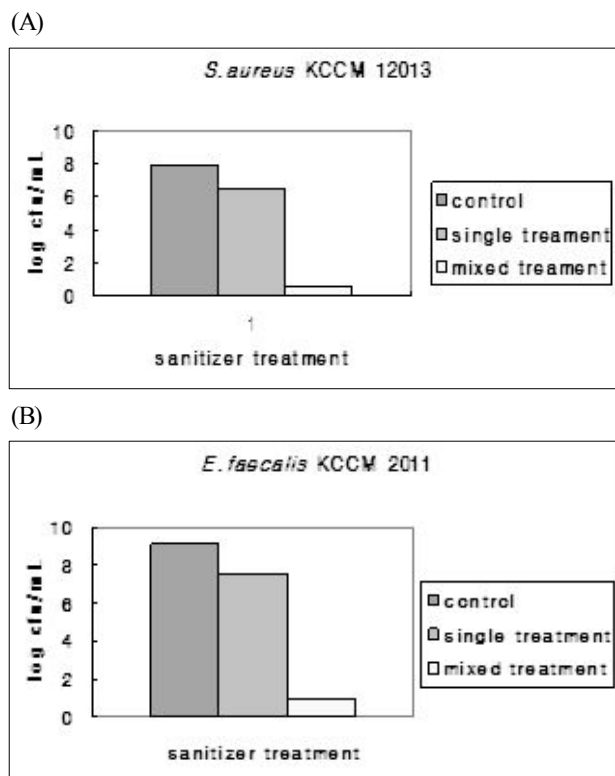 (A)
S.aureus KCCM 12013
10
8
6
4
2
0
log cfu/mL
1
sanitizer treatment
control
single treament
mixed treament
(B)
E.faecalis KCCM 2011
10
8
6
4
2
0
log cfu/mL
sanitizer treatment
control
single treatment
mixed treatment